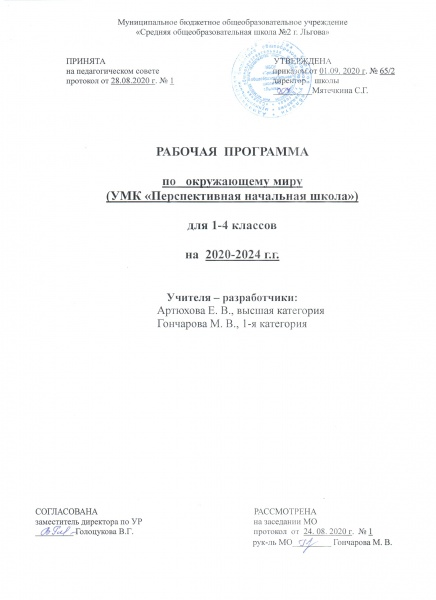 Муниципальное бюджетное общеобразовательное учреждение
«Средняя общеобразовательная школа №2 г. Льгова»
ПРИНЯТА
на педагогическом совете
протокол от 28.08.2020 г. № 1
УТВЕРЖДЕНА
приказом от 01.09. 2020 г. № 65/2
директор школы
Мятечкина С.Г.
РАБОЧАЯ ПРОГРАММА
по окружающему миру
(УМК «Перспективная начальная школа»)
для 1-4 классов
на 2020-2024 г.г.
Учителя – разработчики:
Артюхова Е. В., высшая категория
Гончарова М. В., 1-я категория
СОГЛАСОВАНА
заместитель директора по УР
Голоцукова В.Г.
РАССМОТРЕНА
на заседании МО
протокол от 24. 08. 2020 г. № 1
рук-ль МО Гончарова М. В.